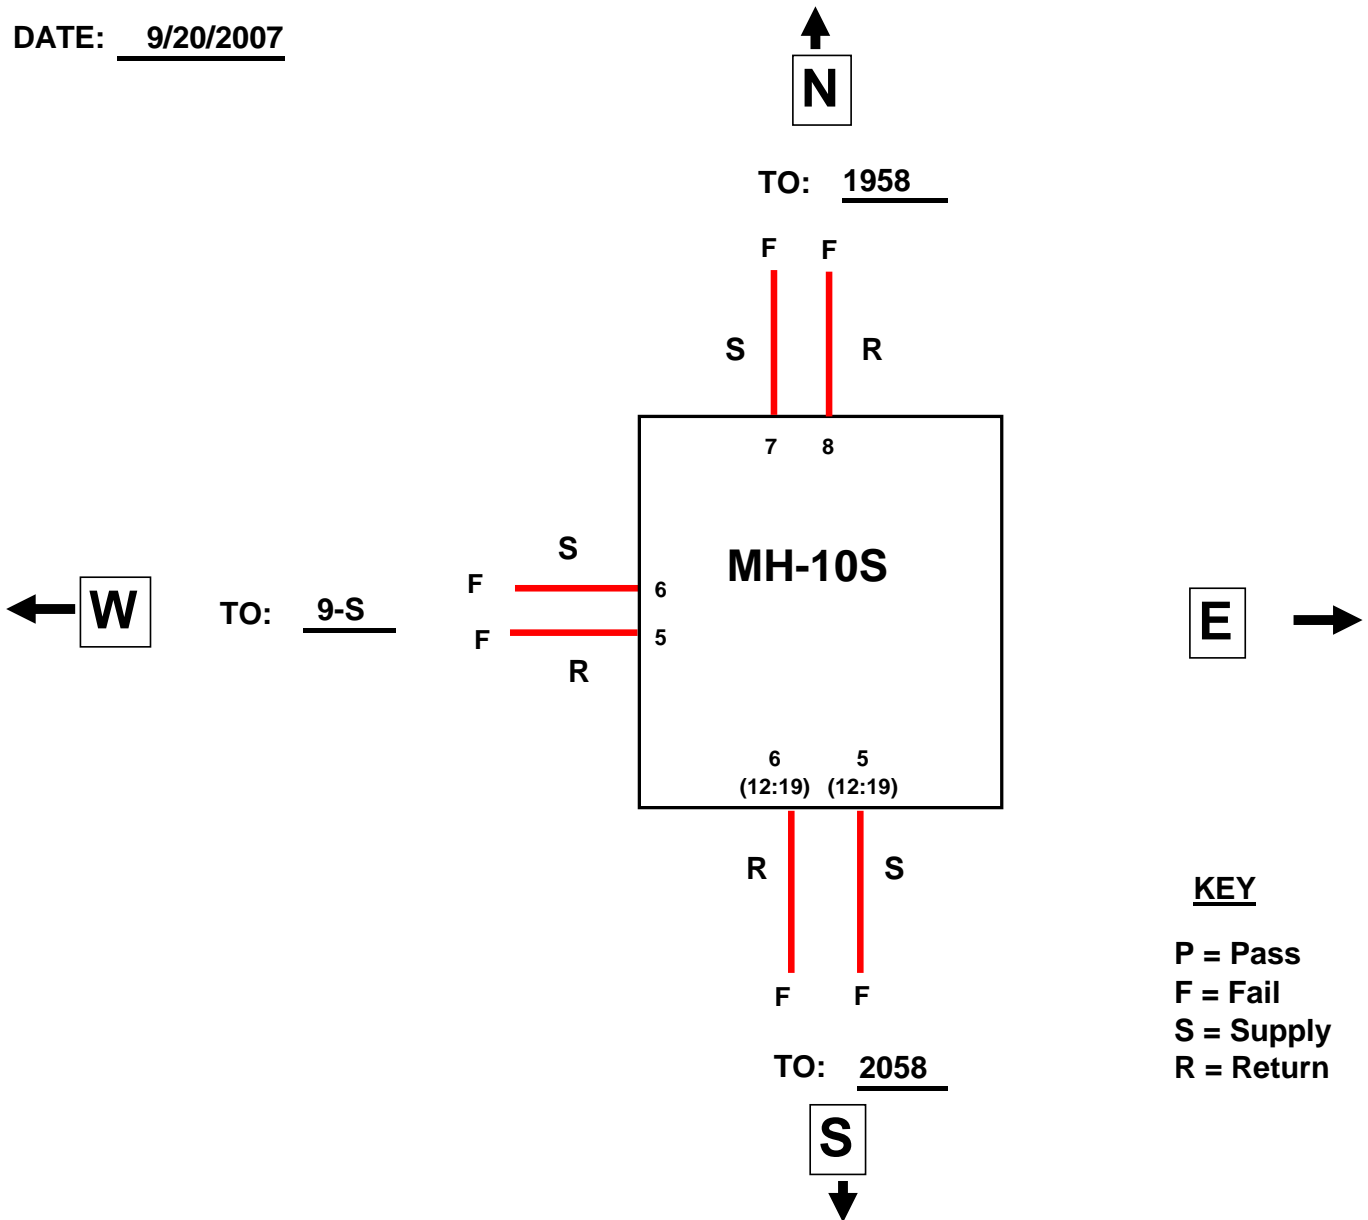 DATE: 9/20/2007
N
TO: 1958
F F
S R
7 8
MH-10S
S
F 6
W TO: 9-S
E
F 5
R
6 5
(12:19) (12:19)
R S
F F
TO: 2058
S
KEY
P = Pass
F = Fail
S = Supply
R = Return